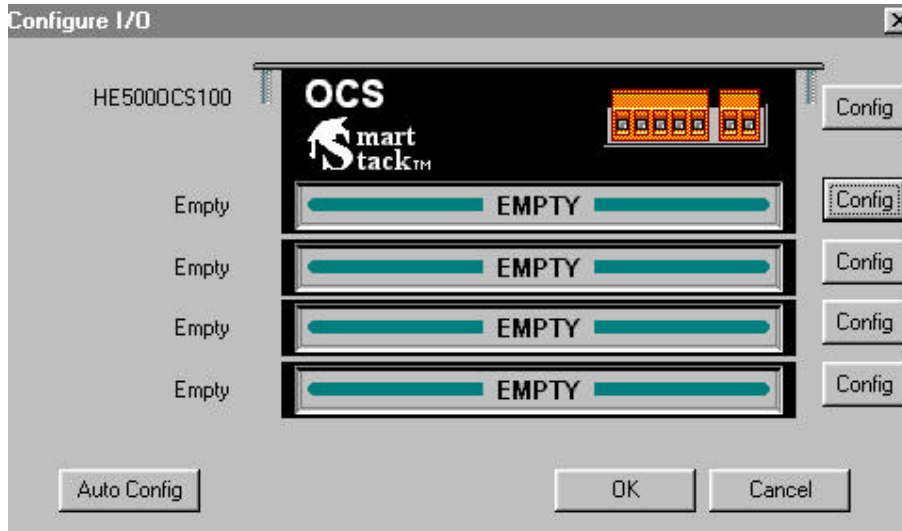 Configure I/O
HE500OCS100
OCS
Smart
Stack™
Config
Empty
EMPTY
Config
Empty
EMPTY
Config
Empty
EMPTY
Config
Empty
EMPTY
Config
Auto Config
OK
Cancel